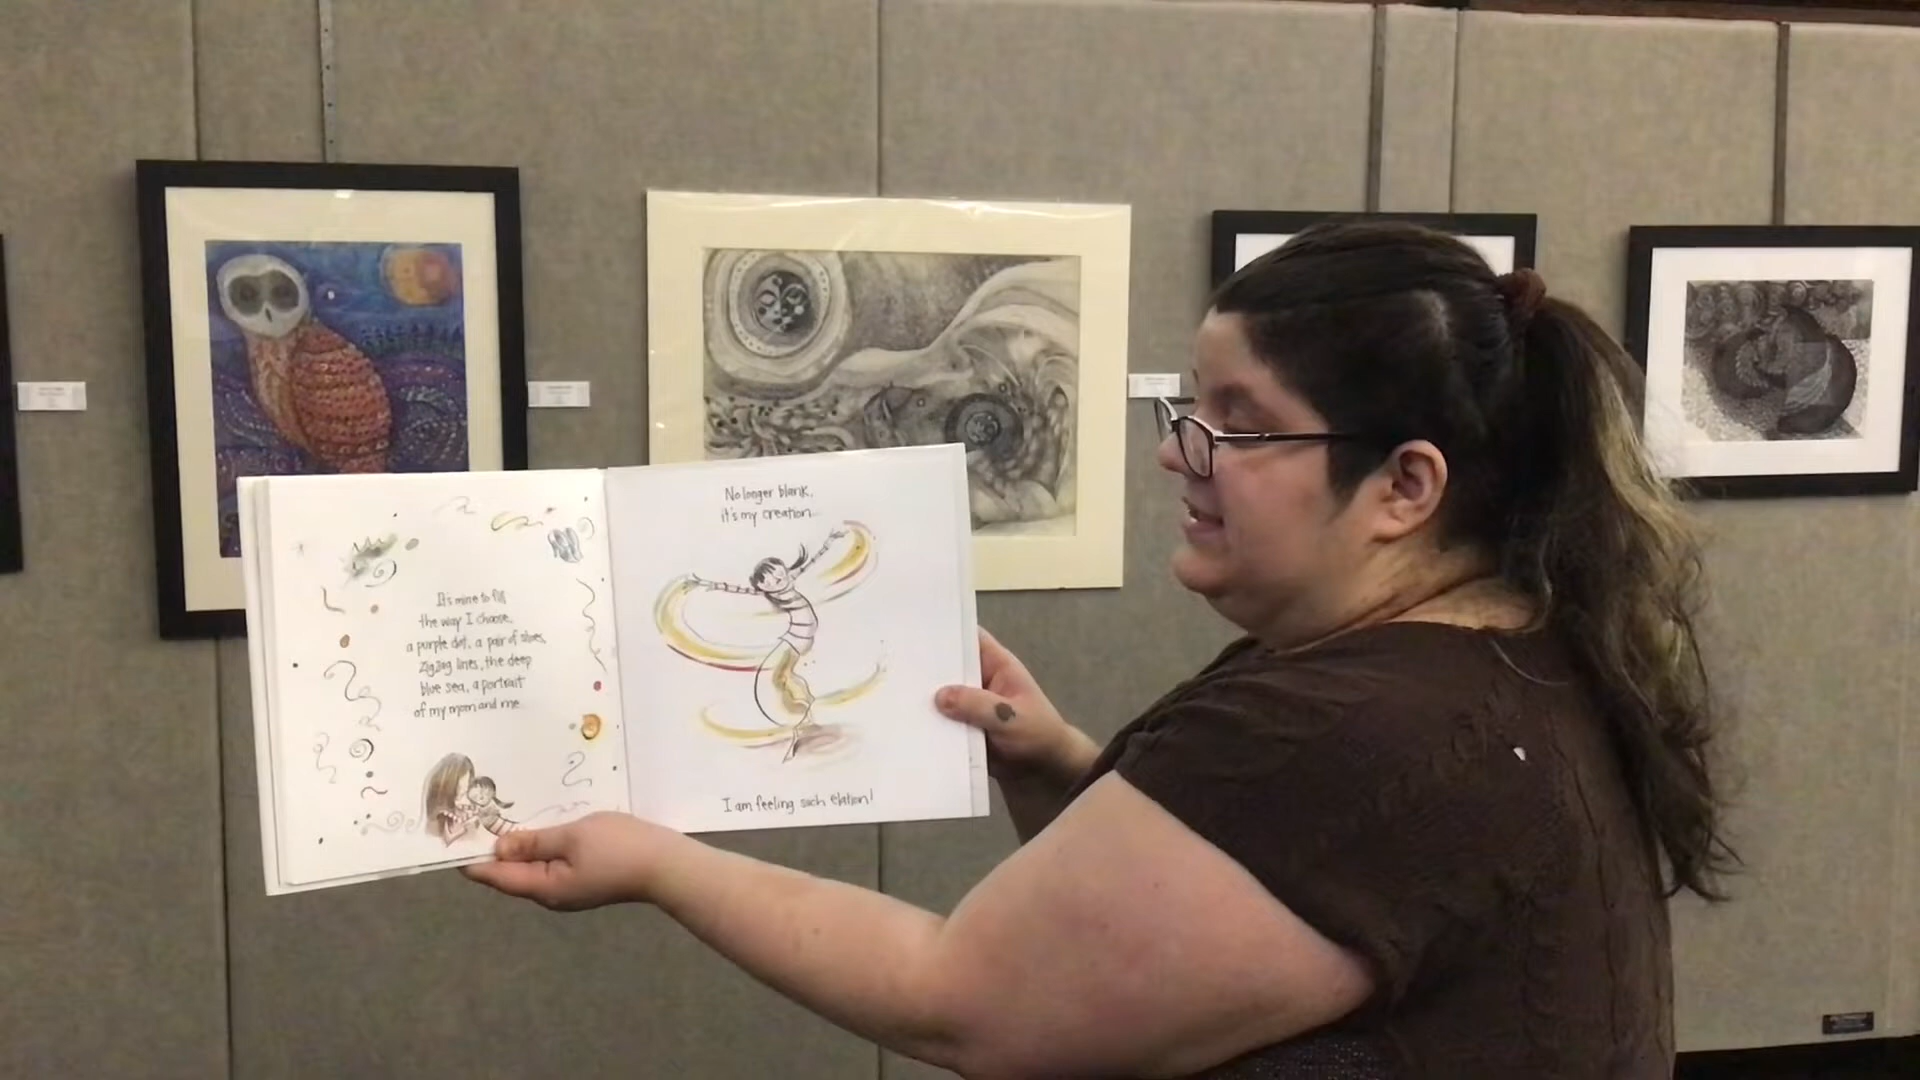 It's mine to fill
the way I choose,
a purple dot, a pair of shoes,
zigzag lines, the deep
blue sea, a portrait
of my mom and me.
No longer blank,
it's my creation...
I am feeling such elation!